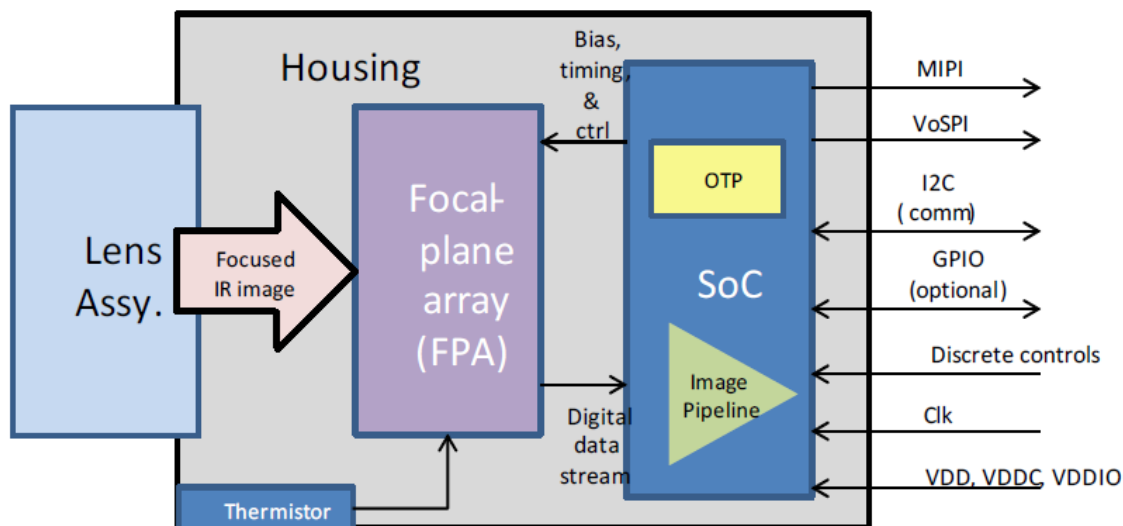 Housing
Lens
Assy.
Focused
IR image
Focal-
plane
array
(FPA)
Thermistor
Bias,
timing,
&
ctrl
Digital
data
stream
OTP
SoC
Image
Pipeline
MIPI
VoSPI
I2C
( comm)
GPIO
(optional)
Discrete controls
Clk
VDD, VDDC, VDDIO